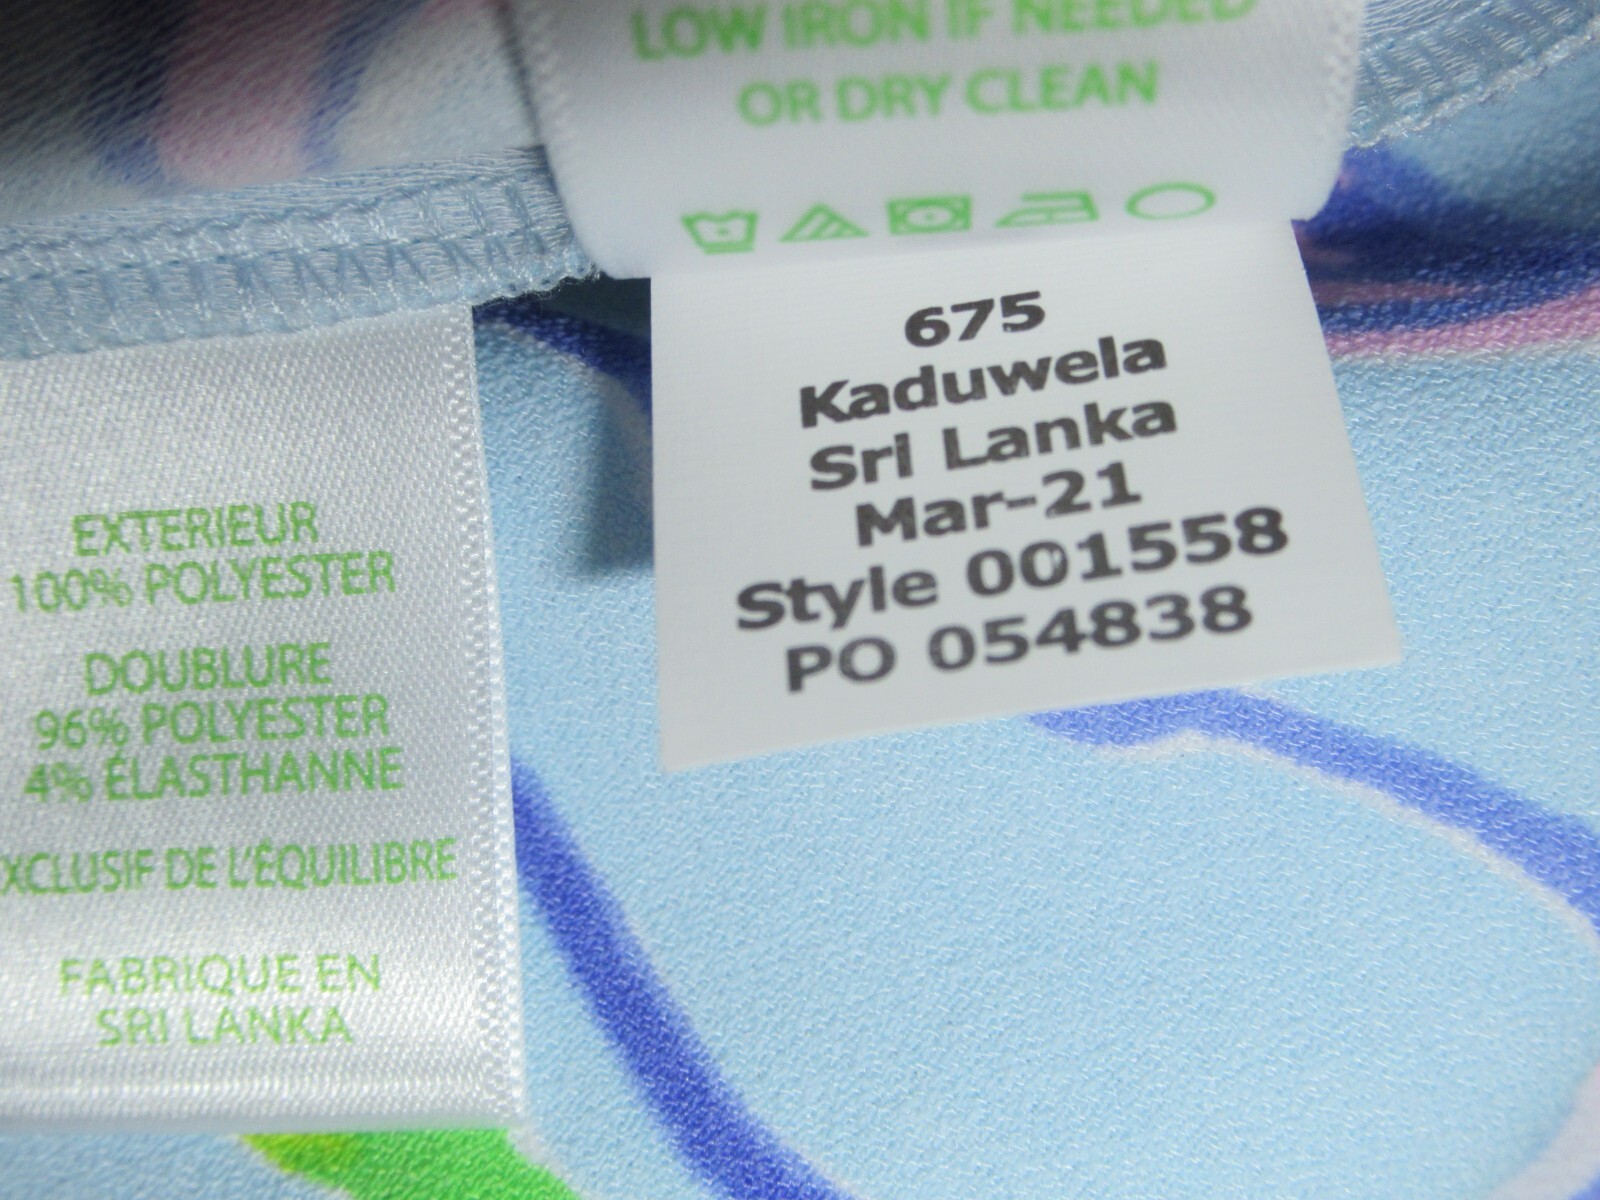 LOW IRON IF NEEDED
OR DRY CLEAN
675
Kaduwela
Sri Lanka
Mar-21
Style 001558
PO 054838
EXTERIEUR
100% POLYESTER
DOUBLURE
96% POLYESTER
4% ÉLASTHANNE
XCLUSIF DE L'ÉQUILIBRE
FABRIQUE EN
SRI LANKA